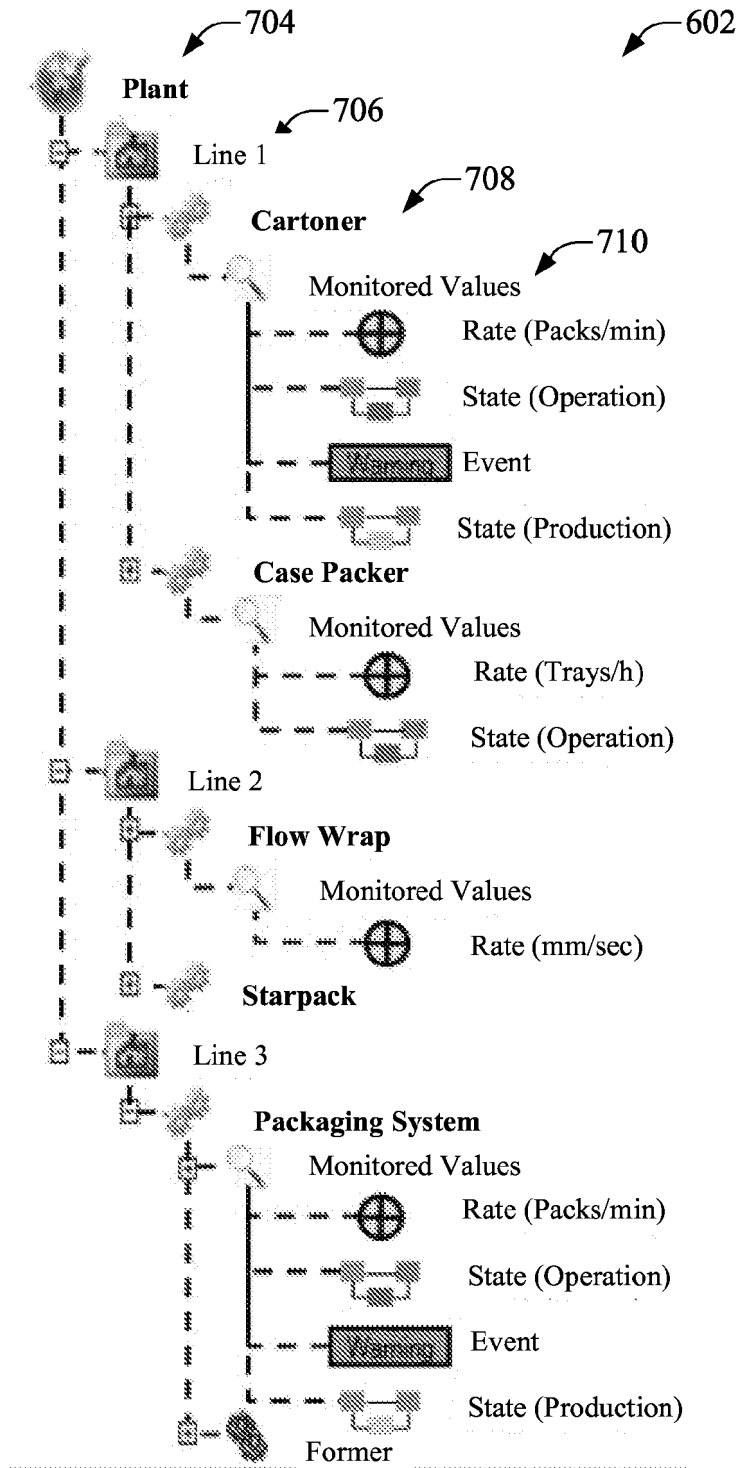 704
602
Plant
706
Line 1
708
Cartoner
710
Monitored Values
Rate (Packs/min)
State (Operation)
Warning
Event
State (Production)
Case Packer
Monitored Values
Rate (Trays/h)
State (Operation)
Line 2
Flow Wrap
Monitored Values
Rate (mm/sec)
Starpack
Line 3
Packaging System
Monitored Values
Rate (Packs/min)
State (Operation)
Warning
Event
State (Production)
Former